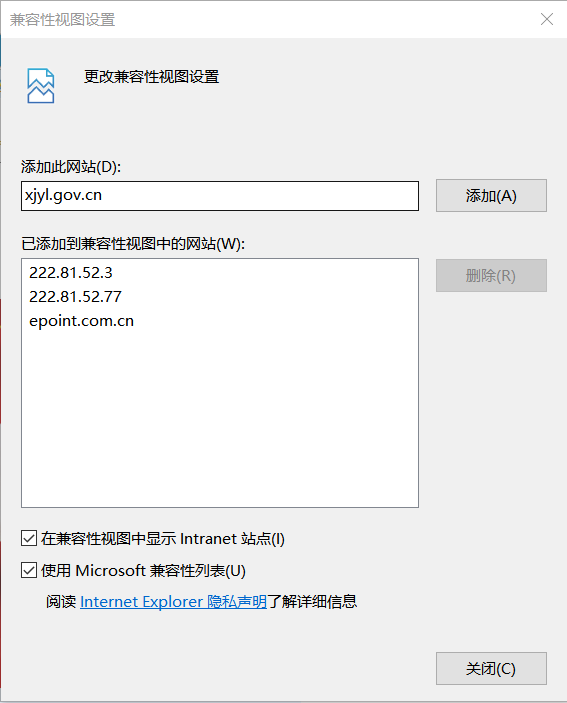 兼容性视图设置
更改兼容性视图设置
添加此网站(D):
xjyl.gov.cn
添加(A)
已添加到兼容性视图中的网站(W):
222.81.52.3
222.81.52.77
epoint.com.cn
删除(R)
在兼容性视图中显示 Intranet 站点(I)
使用 Microsoft 兼容性列表(U)
阅读 Internet Explorer 隐私声明了解详细信息
关闭(C)